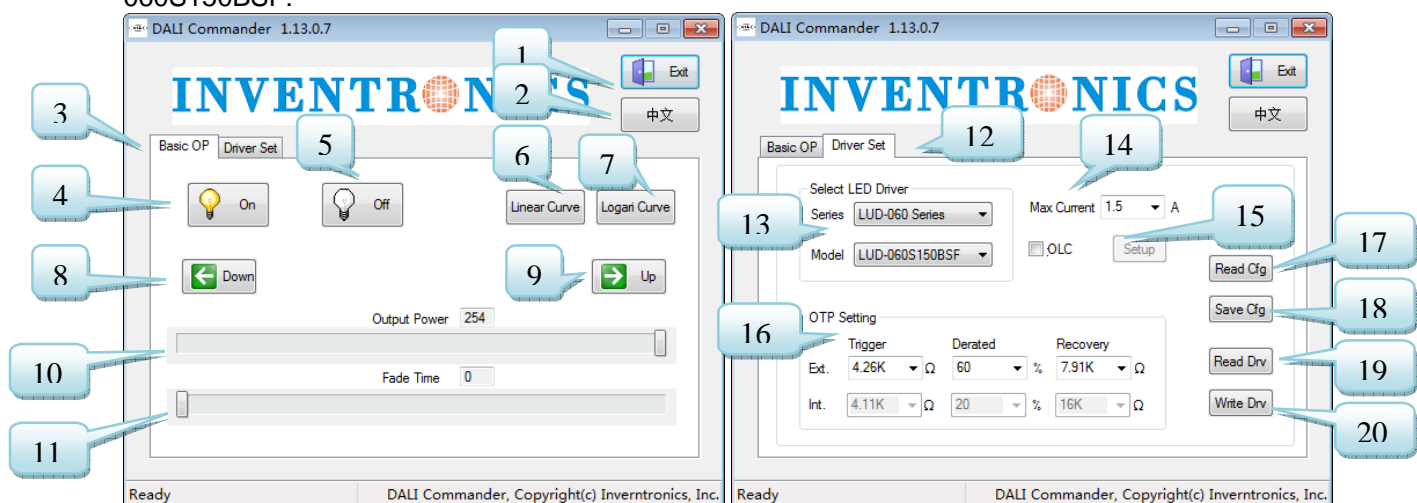 060S150BSF.
DALI Commander 1.13.0.7
1
Exit
INVENTRONICS
2
中文
3
Basic OP Driver Set
5
6
7
4
On
Off
Linear Curve
Logari Curve
8
Down
9
Up
Output Power 254
10
Fade Time 0
11
Ready
DALI Commander, Copyright(c) Inverntronics, Inc.
DALI Commander 1.13.0.7
Exit
INVENTRONICS
中文
Basic OP Driver Set
12
14
Select LED Driver
13
Series LUD-060 Series
Max Current 1.5 A
15
Model LUD-060S150BSF
OLC
Setup
17
Read Cfg
Save Cfg
18
16
OTP Setting
Trigger Derated Recovery
Ext. 4.26K Ω 60 % 7.91K Ω
Read Drv
19
Int. 4.11K Ω 20 % 16K Ω
Write Drv
20
Ready
DALI Commander, Copyright(c) Inverntronics, Inc.